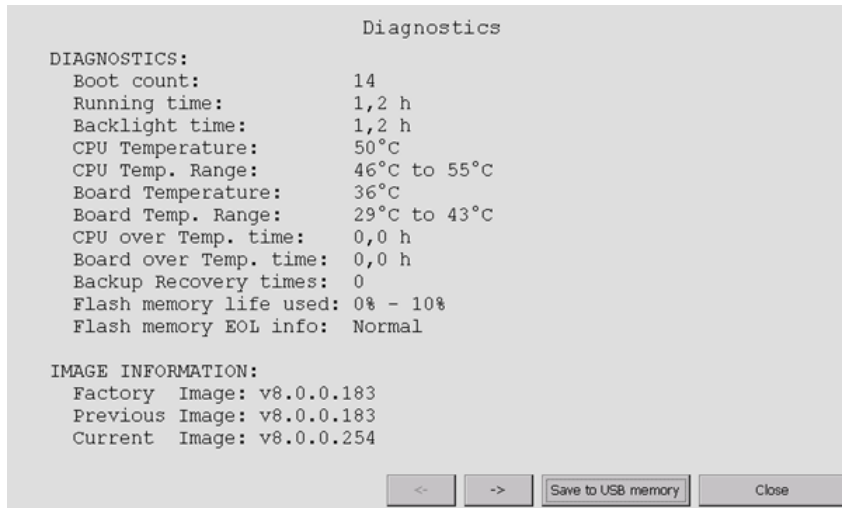 Diagnostics
DIAGNOSTICS:
Boot count: 14
Running time: 1,2 h
Backlight time: 1,2 h
CPU Temperature: 50°C
CPU Temp. Range: 46°C to 55°C
Board Temperature: 36°C
Board Temp. Range: 29°C to 43°C
CPU over Temp. time: 0,0 h
Board over Temp. time: 0,0 h
Backup Recovery times: 0
Flash memory life used: 0% - 10%
Flash memory EOL info: Normal
IMAGE INFORMATION:
Factory Image: v8.0.0.183
Previous Image: v8.0.0.183
Current Image: v8.0.0.254
<- -> Save to USB memory Close